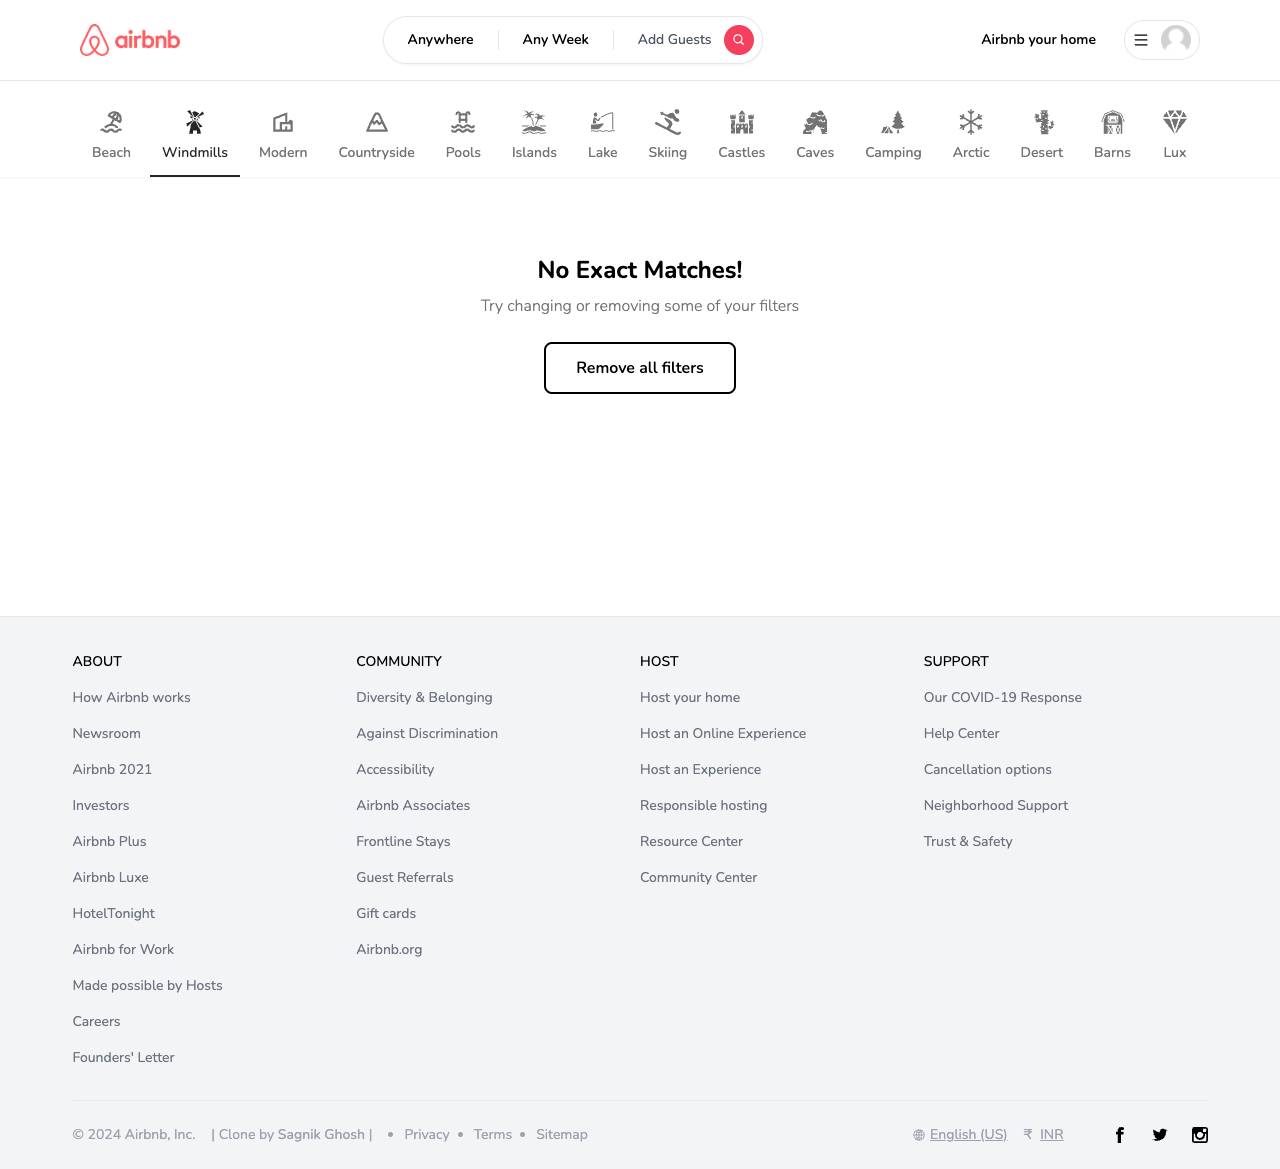 airbnb
Anywhere Any Week Add Guests
Airbnb your home
Beach Windmills Modern Countryside Pools Islands Lake Skiing Castles Caves Camping Arctic Desert Barns Lux
No Exact Matches!
Try changing or removing some of your filters
Remove all filters
ABOUT
How Airbnb works
Newsroom
Airbnb 2021
Investors
Airbnb Plus
Airbnb Luxe
HotelTonight
Airbnb for Work
Made possible by Hosts
Careers
Founders' Letter
COMMUNITY
Diversity & Belonging
Against Discrimination
Accessibility
Airbnb Associates
Frontline Stays
Guest Referrals
Gift cards
Airbnb.org
HOST
Host your home
Host an Online Experience
Host an Experience
Responsible hosting
Resource Center
Community Center
SUPPORT
Our COVID-19 Response
Help Center
Cancellation options
Neighborhood Support
Trust & Safety
© 2024 Airbnb, Inc. | Clone by Sagnik Ghosh | • Privacy • Terms • Sitemap
English (US) ₹ INR